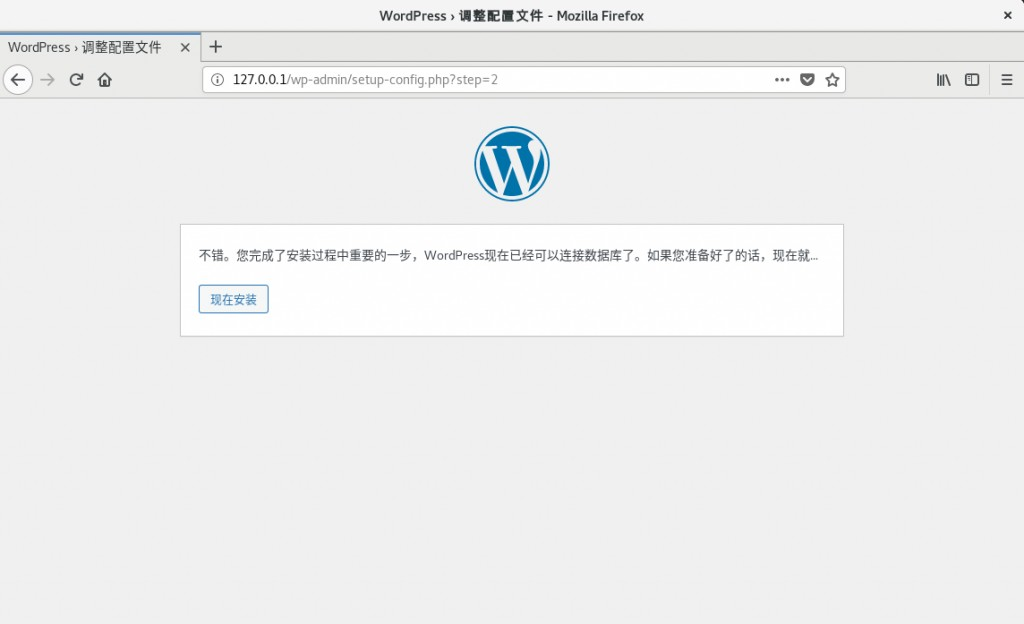 WordPress › 调整配置文件 - Mozilla Firefox
WordPress › 调整配置文件
127.0.0.1/wp-admin/setup-config.php?step=2
不错。您完成了安装过程中重要的一步，WordPress现在已经可以连接数据库了。如果您准备好了的话，现在就…
现在安装